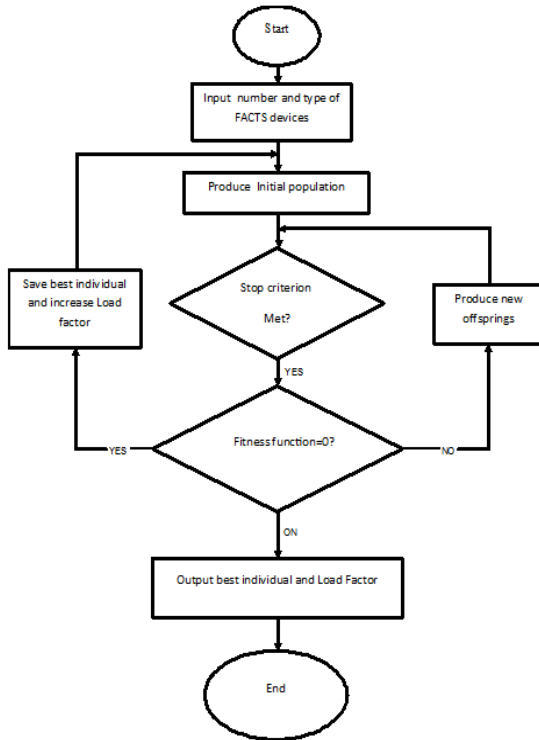 Start
Input number and type of
FACTS devices
Produce Initial population
Save best individual
and increase Load
factor
Stop criterion
Met?
Produce new
offsprings
YES
Fitness function=0?
YES
NO
ON
Output best individual and Load Factor
End